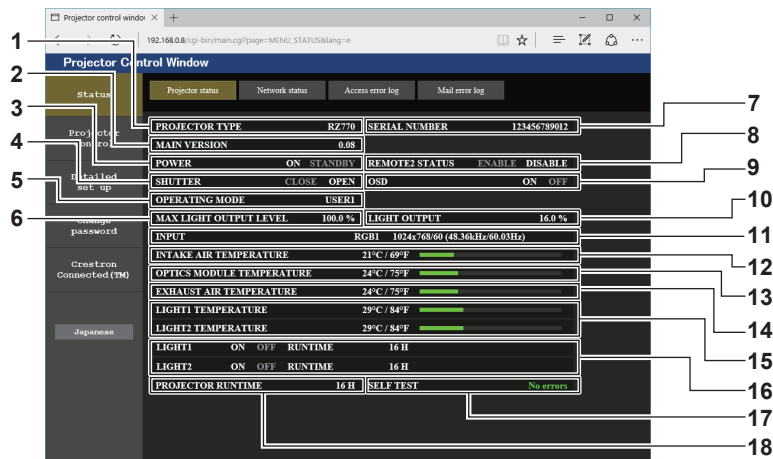 Projector control windo
192.168.0.8/cgi-bin/main.cgi?page=MENU_STATUS&lang=e
Projector Control Window
Status
Projector status Network status Access error log Mail error log
Projector control
Detailed set up
Change password
Crestron Connected(TM)
Japanese
PROJECTOR TYPE RZ770 SERIAL NUMBER 123456789012
MAIN VERSION 0.08
POWER ON STANDBY REMOTE2 STATUS ENABLE DISABLE
SHUTTER CLOSE OPEN OSD ON OFF
OPERATING MODE USER1
MAX LIGHT OUTPUT LEVEL 100.0 % LIGHT OUTPUT 16.0 %
INPUT RGB1 1024x768/60 (48.36kHz/60.03Hz)
INTAKE AIR TEMPERATURE 21°C / 69°F
OPTICS MODULE TEMPERATURE 24°C / 75°F
EXHAUST AIR TEMPERATURE 24°C / 75°F
LIGHT1 TEMPERATURE 29°C / 84°F
LIGHT2 TEMPERATURE 29°C / 84°F
LIGHT1 ON OFF RUNTIME 16 H
LIGHT2 ON OFF RUNTIME 16 H
PROJECTOR RUNTIME 16 H SELF TEST No errors
1
2
3
4
5
6
7
8
9
10
11
12
13
14
15
16
17
18